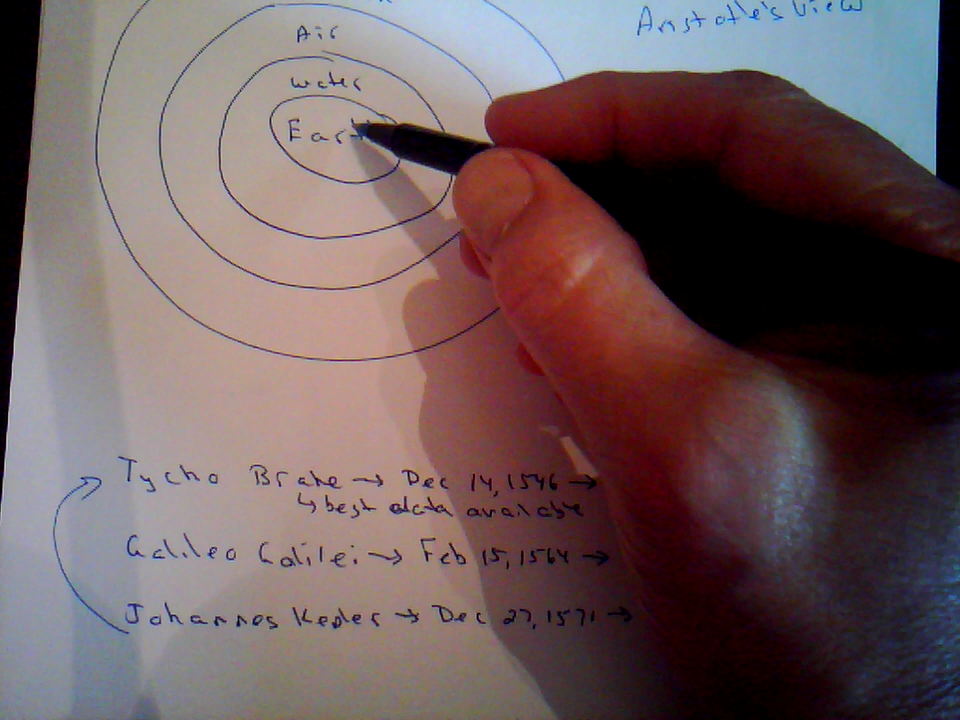 Aristotle's View
Air
water
Earth
Tycho Brahe → Dec 14, 1546 →
↳ best data available
Galileo Galilei → Feb 15, 1564 →
Johannes Kepler → Dec 27, 1571 →